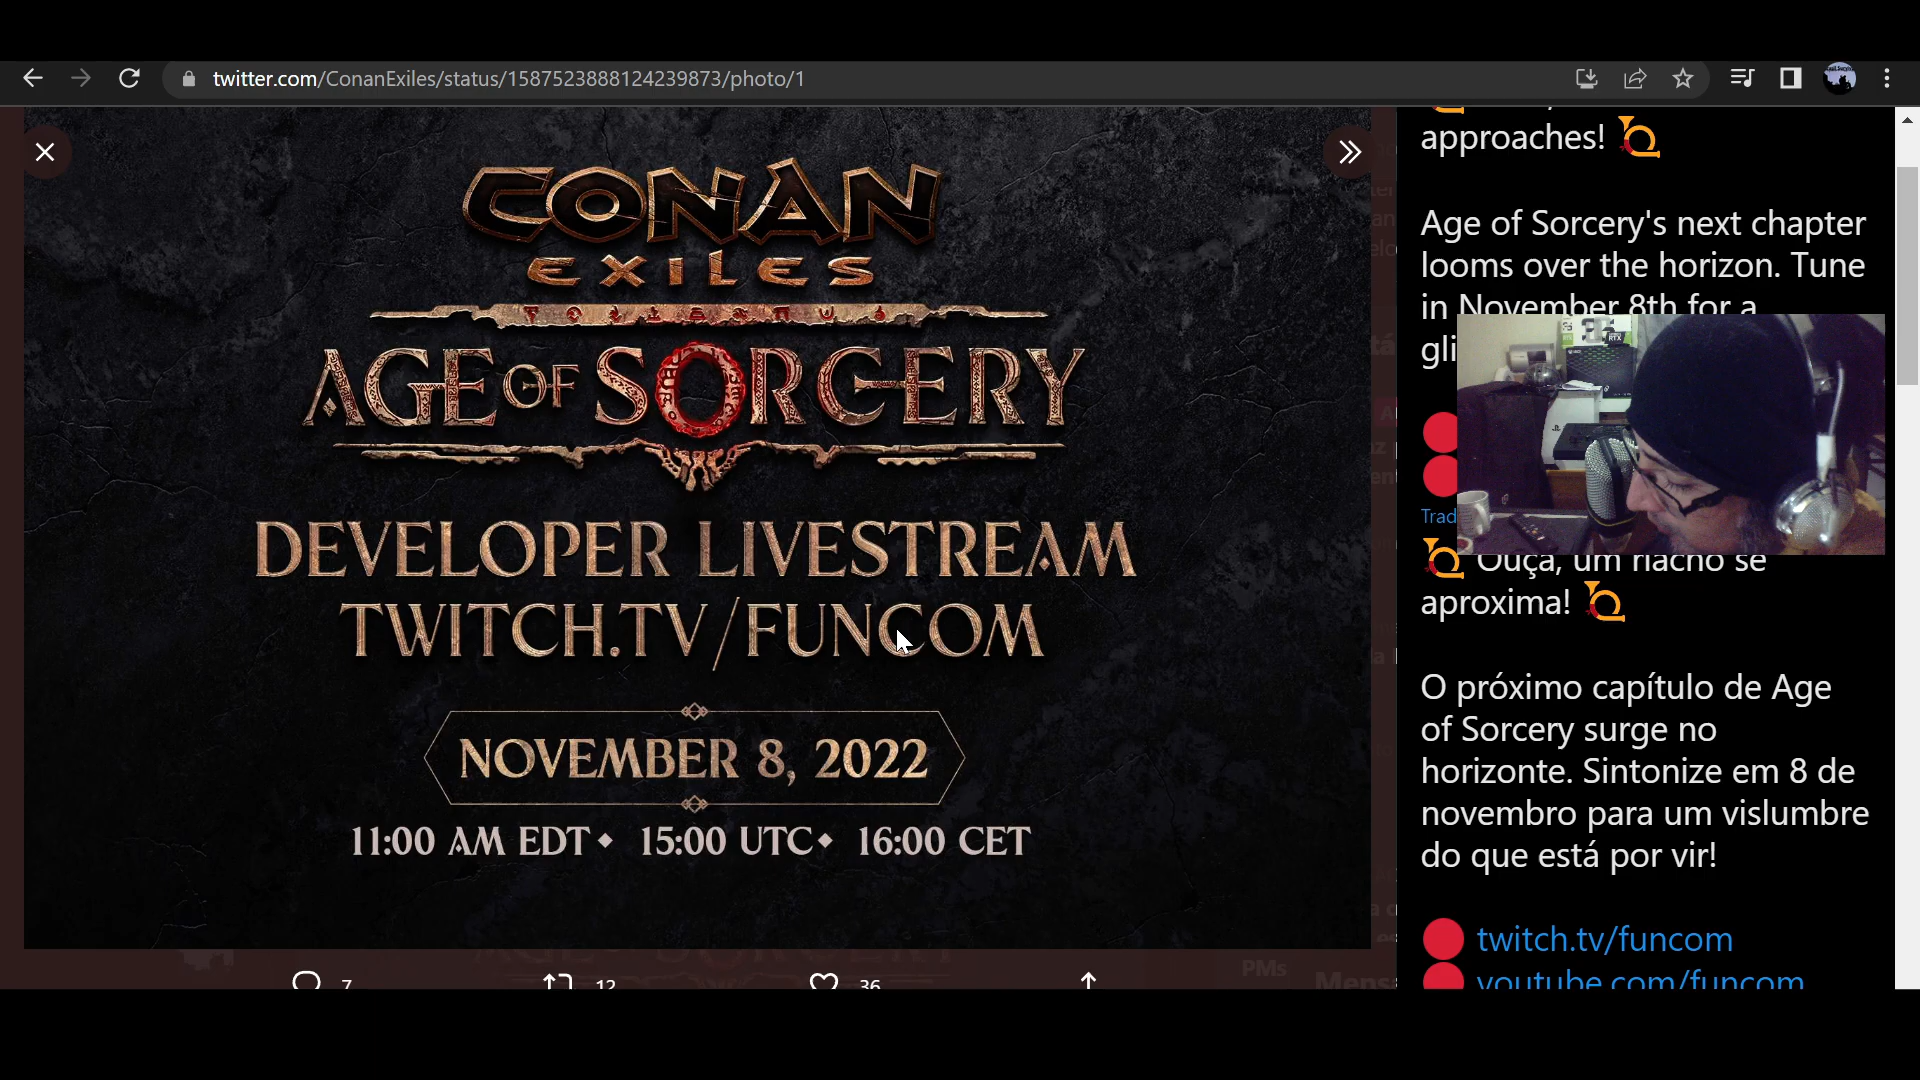 twitter.com/ConanExiles/status/1587523888124239873/photo/1
CONAN
EXILES
AGE OF SORCERY
DEVELOPER LIVESTREAM
TWITCH.TV/FUNCOM
NOVEMBER 8, 2022
11:00 AM EDT • 15:00 UTC • 16:00 CET
7
12
36
PMs
approaches!
Age of Sorcery's next chapter
looms over the horizon. Tune
in November 8th for a
gli
Trad
Ouça, um riacho se
aproxima!
O próximo capítulo de Age
of Sorcery surge no
horizonte. Sintonize em 8 de
novembro para um vislumbre
do que está por vir!
twitch.tv/funcom
youtube.com/funcom